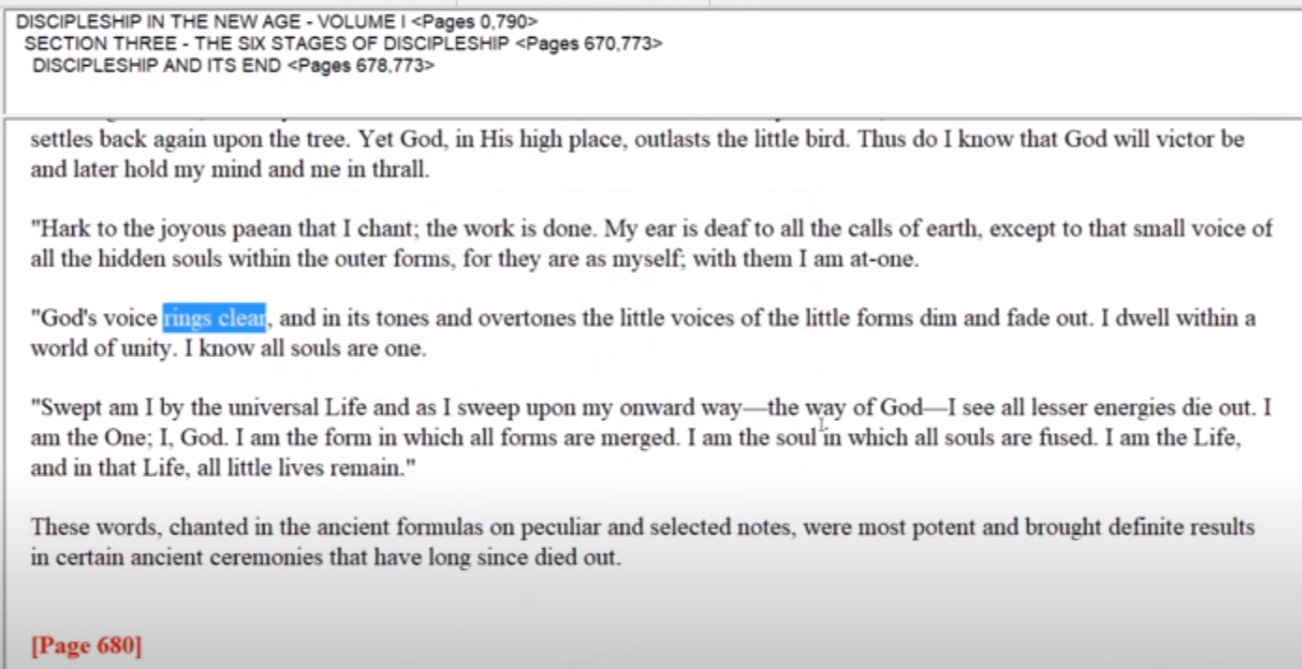 DISCIPLESHIP IN THE NEW AGE - VOLUME I <Pages 0,790>
SECTION THREE - THE SIX STAGES OF DISCIPLESHIP <Pages 670,773>
DISCIPLESHIP AND ITS END <Pages 678,773>
settles back again upon the tree. Yet God, in His high place, outlasts the little bird. Thus do I know that God will victor be
and later hold my mind and me in thrall.
"Hark to the joyous paean that I chant; the work is done. My ear is deaf to all the calls of earth, except to that small voice of
all the hidden souls within the outer forms, for they are as myself; with them I am at-one.
"God's voice rings clear, and in its tones and overtones the little voices of the little forms dim and fade out. I dwell within a
world of unity. I know all souls are one.
"Swept am I by the universal Life and as I sweep upon my onward way—the way of God—I see all lesser energies die out. I
am the One; I, God. I am the form in which all forms are merged. I am the soul in which all souls are fused. I am the Life,
and in that Life, all little lives remain."
These words, chanted in the ancient formulas on peculiar and selected notes, were most potent and brought definite results
in certain ancient ceremonies that have long since died out.
[Page 680]